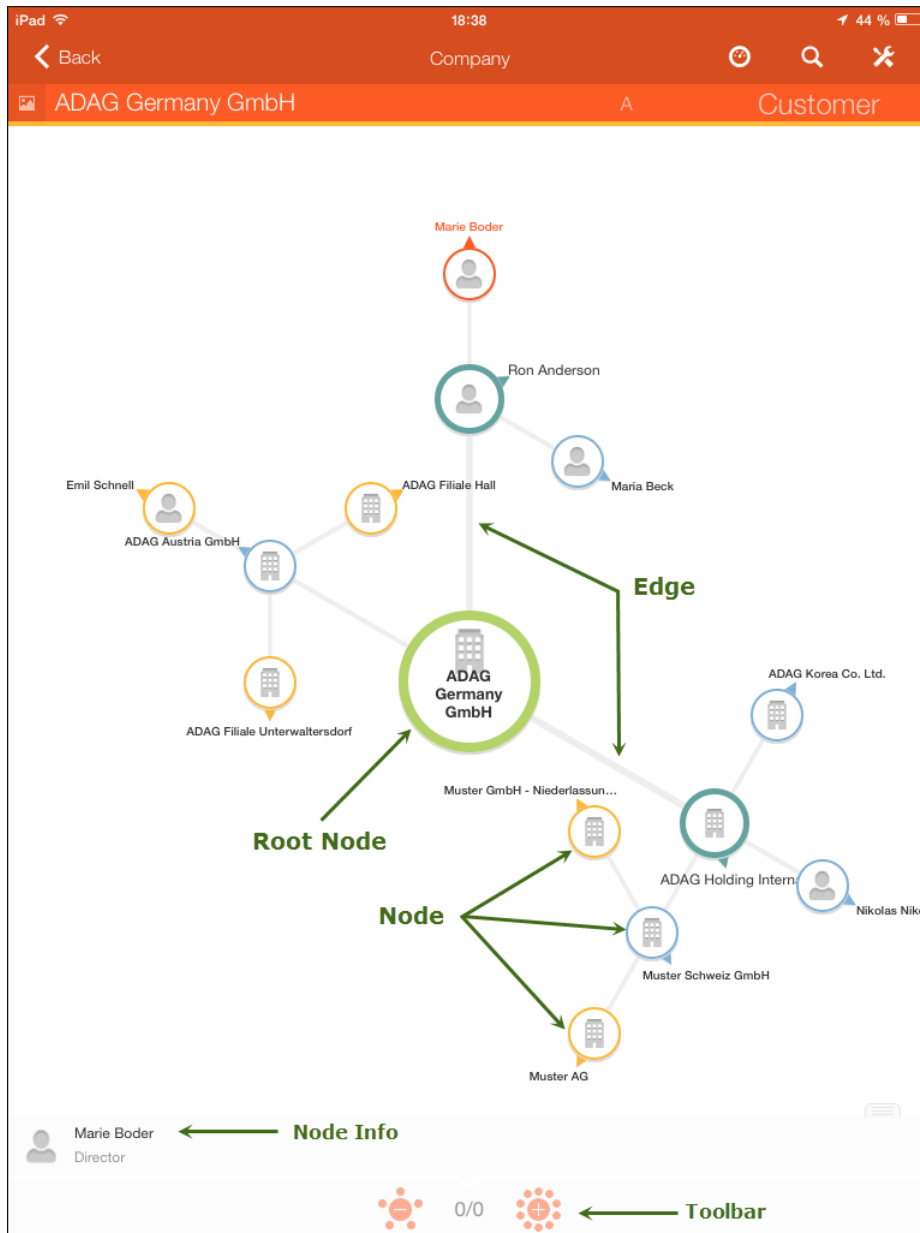 iPad 18:38 44 %
Back Company
ADAG Germany GmbH A Customer
Marie Boder
Ron Anderson
Maria Beck
Emil Schnell
ADAG Filiale Hall
ADAG Austria GmbH
Edge
ADAG
Germany
GmbH
ADAG Korea Co. Ltd.
ADAG Filiale Unterwaltersdorf
Muster GmbH - Niederlassun...
Root Node
ADAG Holding Interna
Node
Nikolas Niko
Muster Schweiz GmbH
Muster AG
Marie Boder
Node Info
Director
0/0
Toolbar